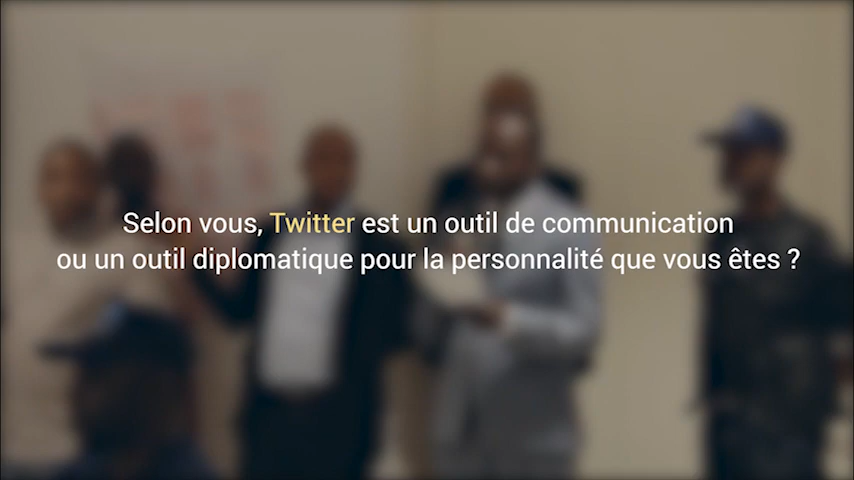 Selon vous, Twitter est un outil de communication
ou un outil diplomatique pour la personnalité que vous êtes ?